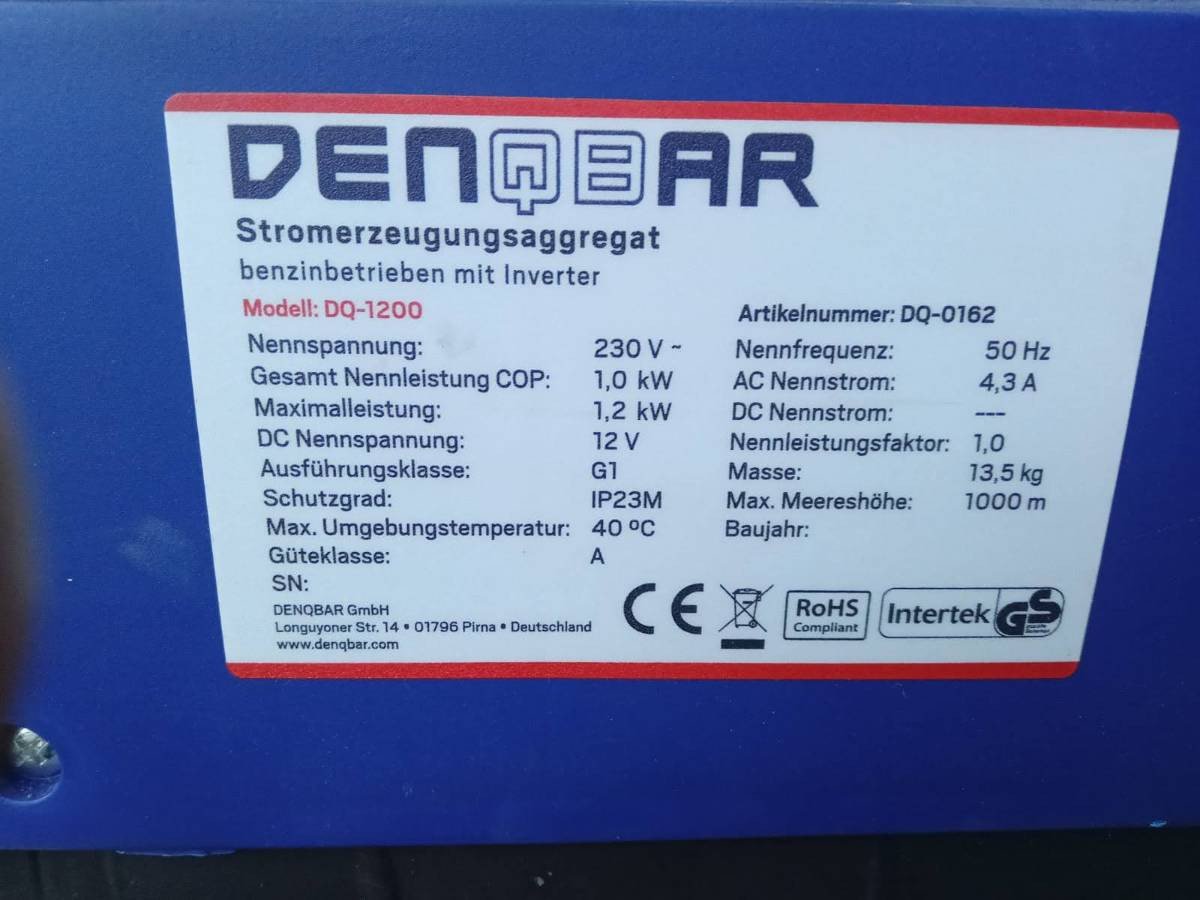 DENQBAR
Stromerzeugungsaggregat
benzinbetrieben mit Inverter
Modell: DQ-1200 Artikelnummer: DQ-0162
Nennspannung: 230 V ~ Nennfrequenz: 50 Hz
Gesamt Nennleistung COP: 1,0 kW AC Nennstrom: 4,3 A
Maximalleistung: 1,2 kW DC Nennstrom: ---
DC Nennspannung: 12 V Nennleistungsfaktor: 1,0
Ausführungsklasse: G1 Masse: 13,5 kg
Schutzgrad: IP23M Max. Meereshöhe: 1000 m
Max. Umgebungstemperatur: 40 ºC Baujahr:
Güteklasse: A
SN:
DENQBAR GmbH
Longuyoner Str. 14 • 01796 Pirna • Deutschland
www.denqbar.com
CE
RoHS
Compliant
Intertek
GS
geprüfte
Sicherheit